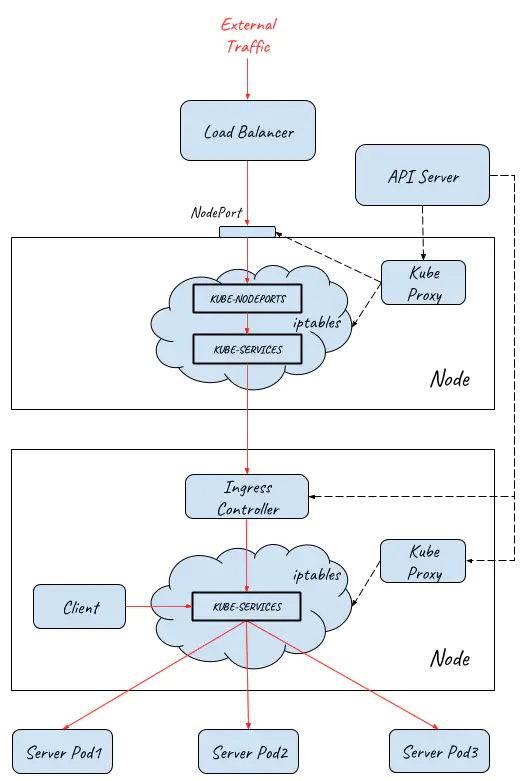 External
Traffic
Load Balancer
API Server
NodePort
Kube
Proxy
KUBE-NODEPORTS
iptables
KUBE-SERVICES
Node
Ingress
Controller
Kube
Proxy
iptables
KUBE-SERVICES
Client
Node
Server Pod1
Server Pod2
Server Pod3